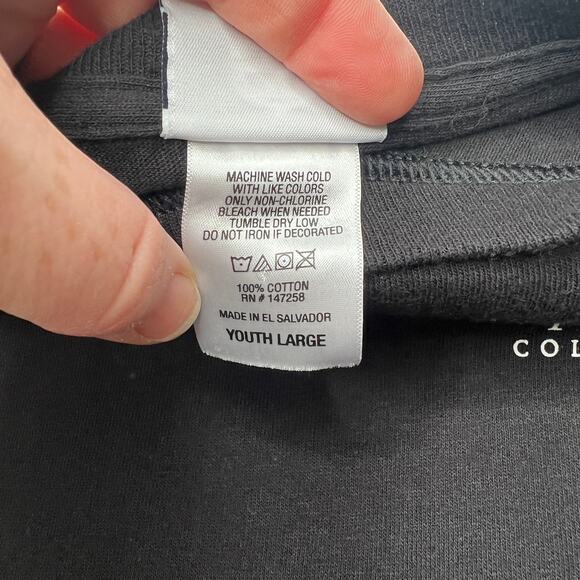 MACHINE WASH COLD
WITH LIKE COLORS
ONLY NON-CHLORINE
BLEACH WHEN NEEDED
TUMBLE DRY LOW
DO NOT IRON IF DECORATED
100% COTTON
RN # 147258
MADE IN EL SALVADOR
YOUTH LARGE
COL